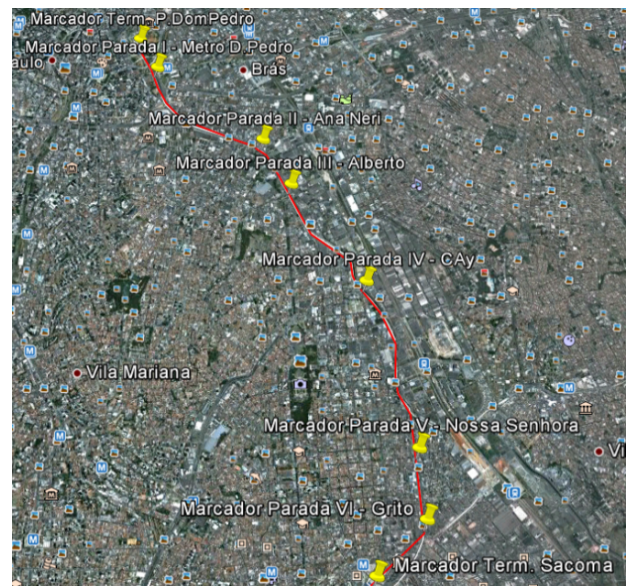 Marcador Term. P.DomPedro
aulo
Marcador Parada I - Metro D.Pedro
Brás
Marcador Parada II - Ana Neri
Marcador Parada III - Alberto
Marcador Parada IV - CAy
Vila Mariana
Marcador Parada V - Nossa Senhora
Vi
Marcador Parada VI - Grito
Marcador Term. Sacoma